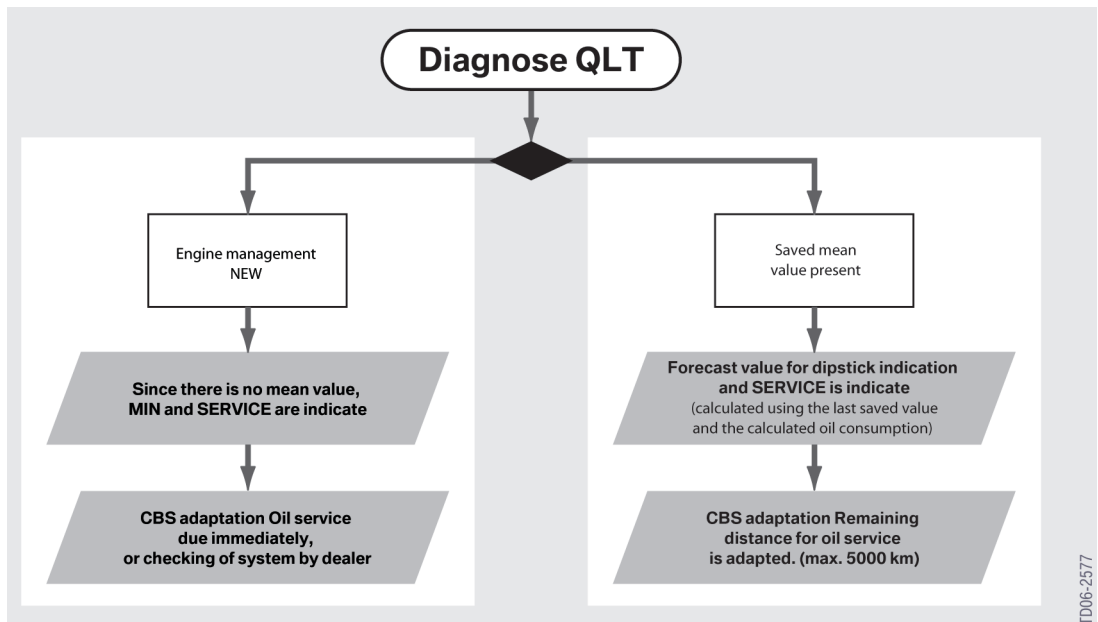 Diagnose QLT
Engine management
NEW
Since there is no mean value,
MIN and SERVICE are indicate
CBS adaptation Oil service
due immediately,
or checking of system by dealer
Saved mean
value present
Forecast value for dipstick indication
and SERVICE is indicate
(calculated using the last saved value
and the calculated oil consumption)
CBS adaptation Remaining
distance for oil service
is adapted. (max. 5000 km)
TD06-2577